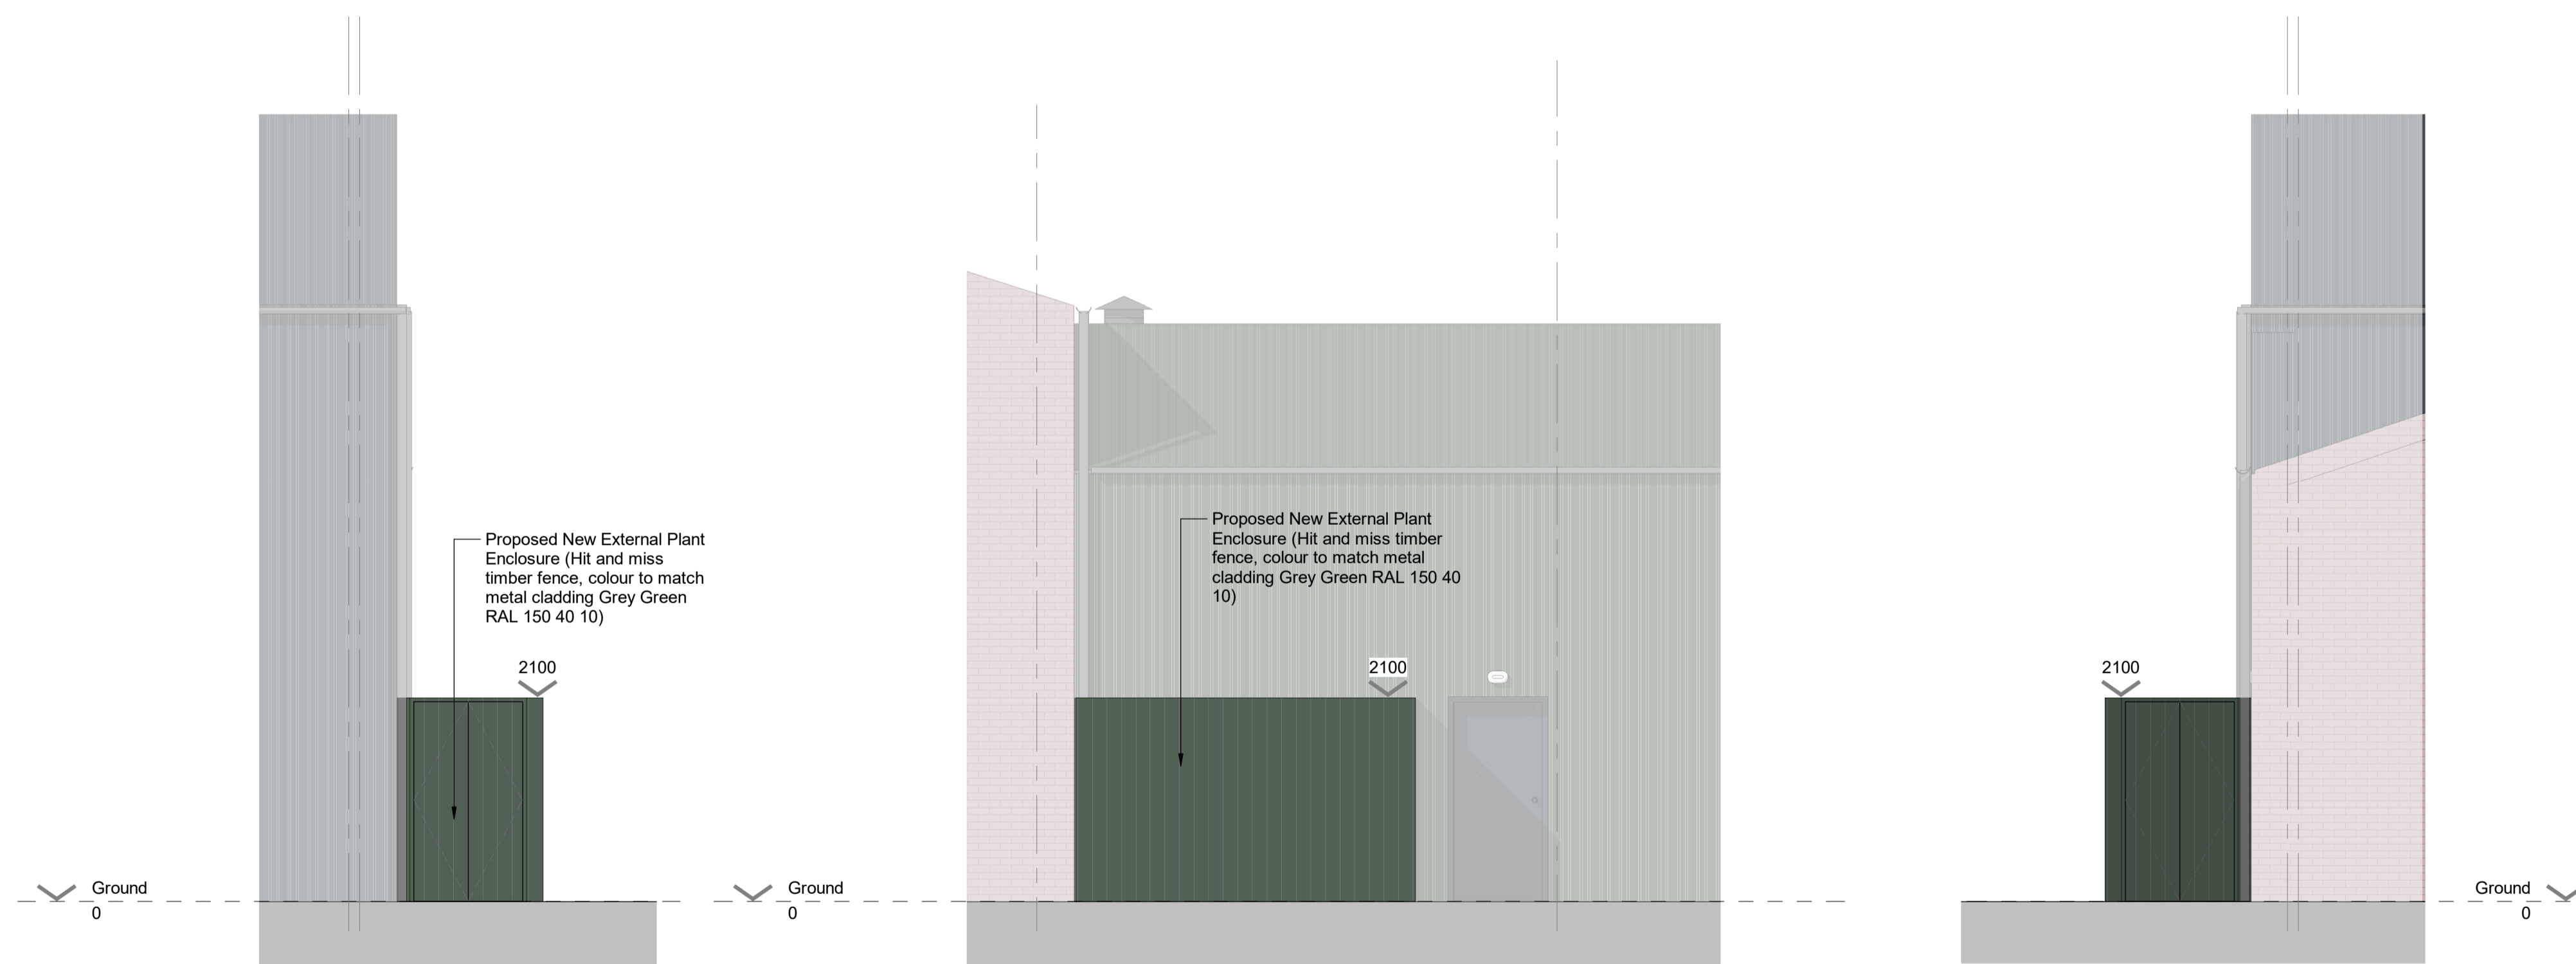 Proposed New External Plant
Enclosure (Hit and miss
timber fence, colour to match
metal cladding Grey Green
RAL 150 40 10)
2100
Ground
0
Proposed New External Plant
Enclosure (Hit and miss timber
fence, colour to match metal
cladding Grey Green RAL 150 40
10)
2100
Ground
0
2100
Ground
0